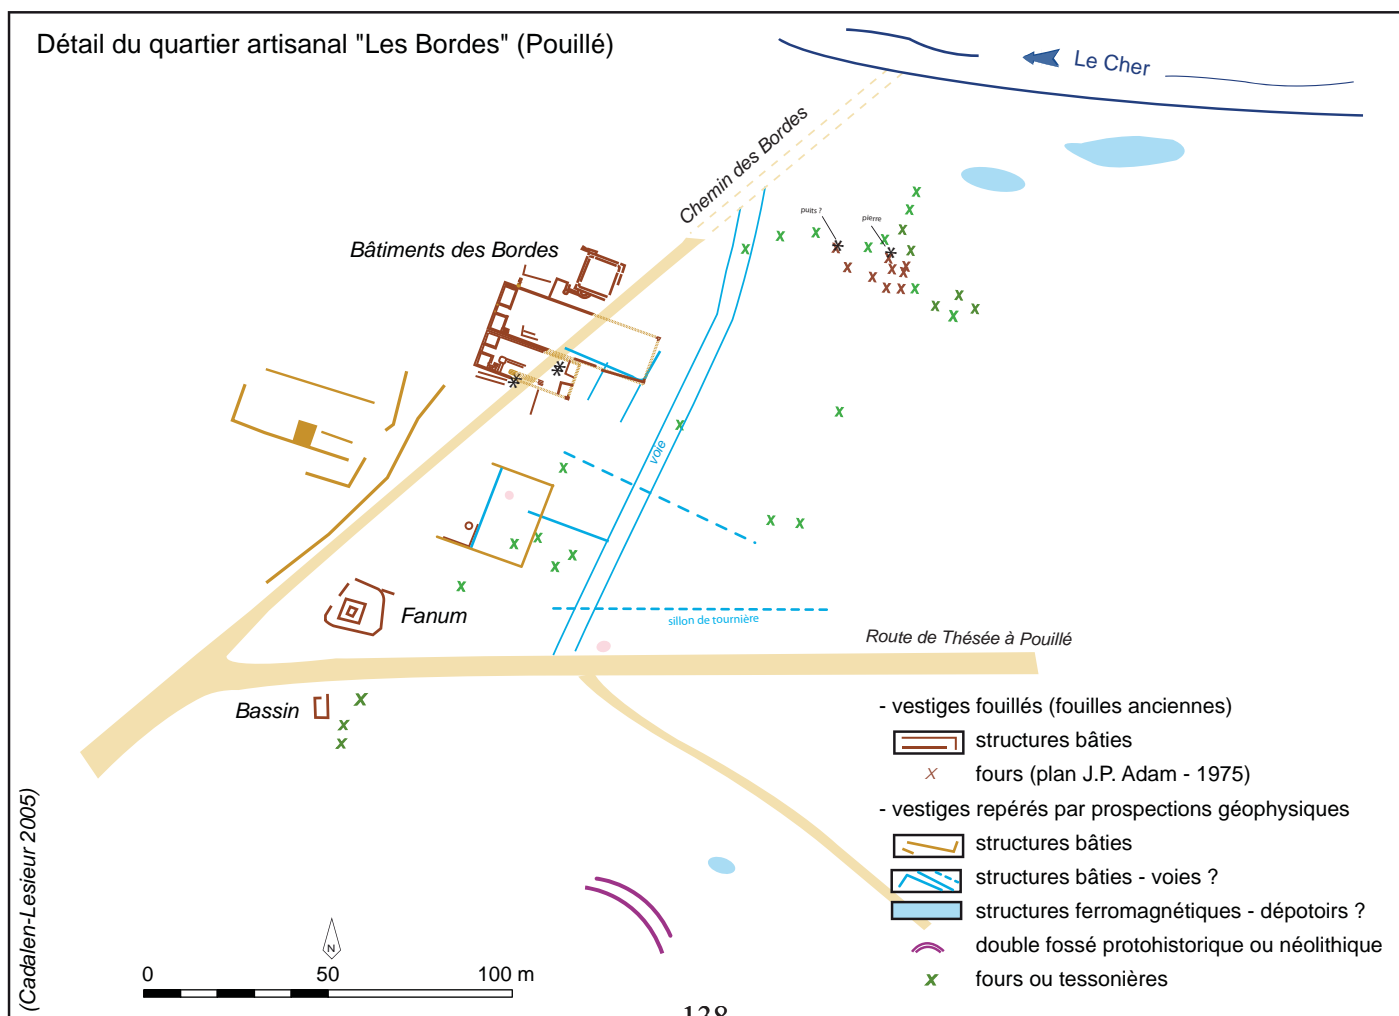 Détail du quartier artisanal "Les Bordes" (Pouillé)
Le Cher
Chemin des Bordes
puits ?
pierre
Bâtiments des Bordes
voie
Fanum
sillon de tournière
Route de Thésée à Pouillé
Bassin
- vestiges fouillés (fouilles anciennes)
structures bâties
fours (plan J.P. Adam - 1975)
- vestiges repérés par prospections géophysiques
structures bâties
structures bâties - voies ?
structures ferromagnétiques - dépotoirs ?
double fossé protohistorique ou néolithique
fours ou tessonières
(Cadalen-Lesieur 2005)
N
0 50 100 m
138